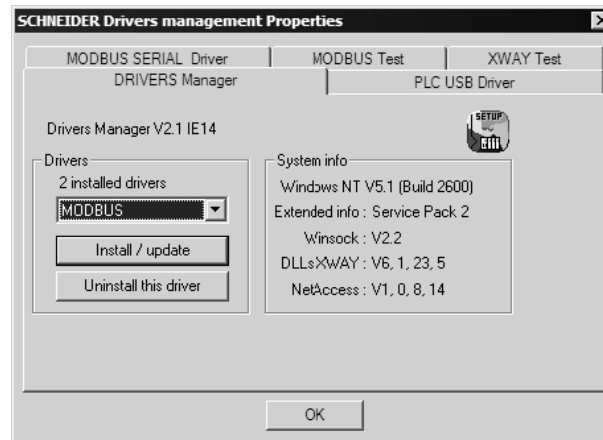 SCHNEIDER Drivers management Properties
MODBUS SERIAL Driver
MODBUS Test
XWAY Test
DRIVERS Manager
PLC USB Driver
Drivers Manager V2.1 IE14
SETUP
Drivers
2 installed drivers
MODBUS
Install / update
Uninstall this driver
System info
Windows NT V5.1 (Build 2600)
Extended info : Service Pack 2
Winsock : V2.2
DLLsXWAY : V6, 1, 23, 5
NetAccess : V1, 0, 8, 14
OK